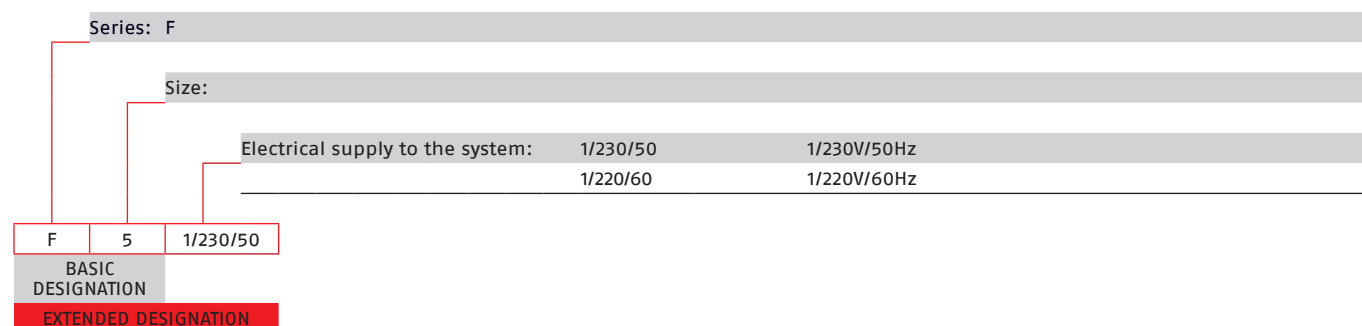 Series: F
Size:
Electrical supply to the system: 1/230/50 1/230V/50Hz
1/220/60 1/220V/60Hz
F 5 1/230/50
BASIC
DESIGNATION
EXTENDED DESIGNATION